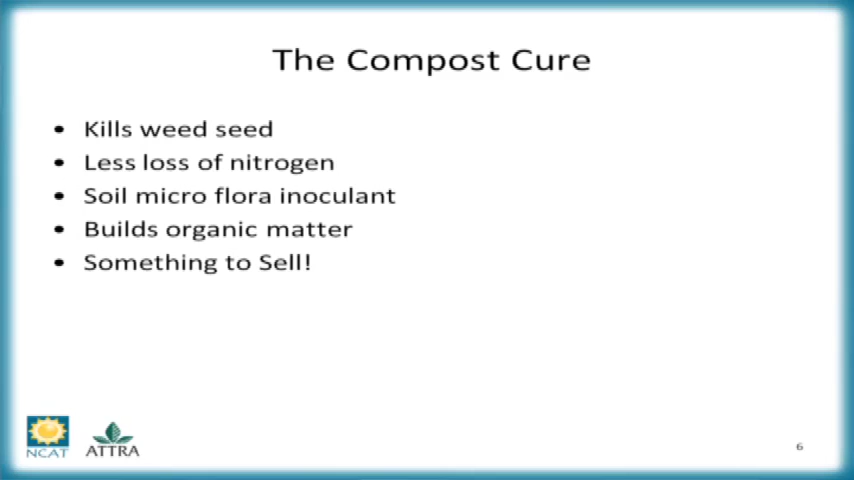 The Compost Cure
• Kills weed seed
• Less loss of nitrogen
• Soil micro flora inoculant
• Builds organic matter
• Something to Sell!
NCAT
ATTRA
6